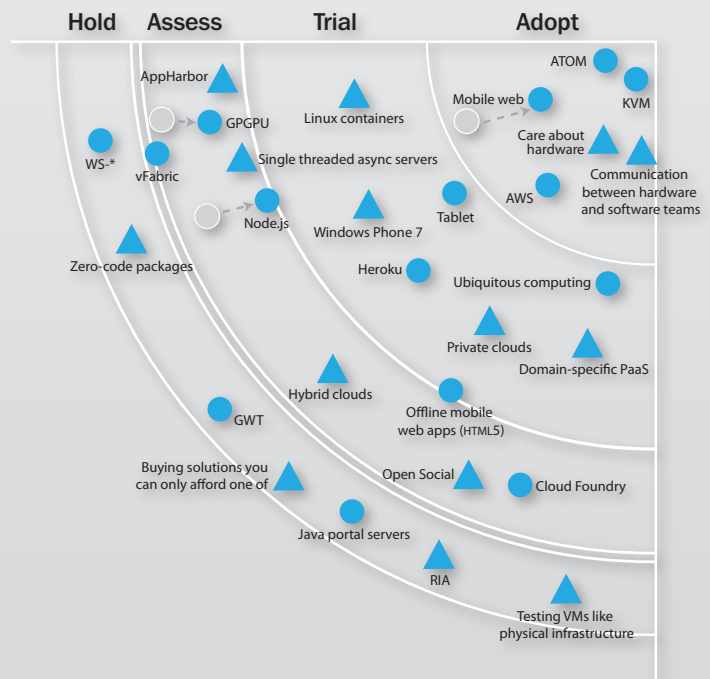 Hold Assess Trial Adopt
ATOM
AppHarbor
Mobile web
KVM
Linux containers
GPGPU
Care about
hardware
WS-*
vFabric
Single threaded async servers
Communication
between hardware
and software teams
AWS
Tablet
Node.js
Windows Phone 7
Zero-code packages
Heroku
Ubiquitous computing
Private clouds
Domain-specific PaaS
Hybrid clouds
Offline mobile
web apps (HTML5)
GWT
Buying solutions you
can only afford one of
Open Social
Cloud Foundry
Java portal servers
RIA
Testing VMs like
physical infrastructure